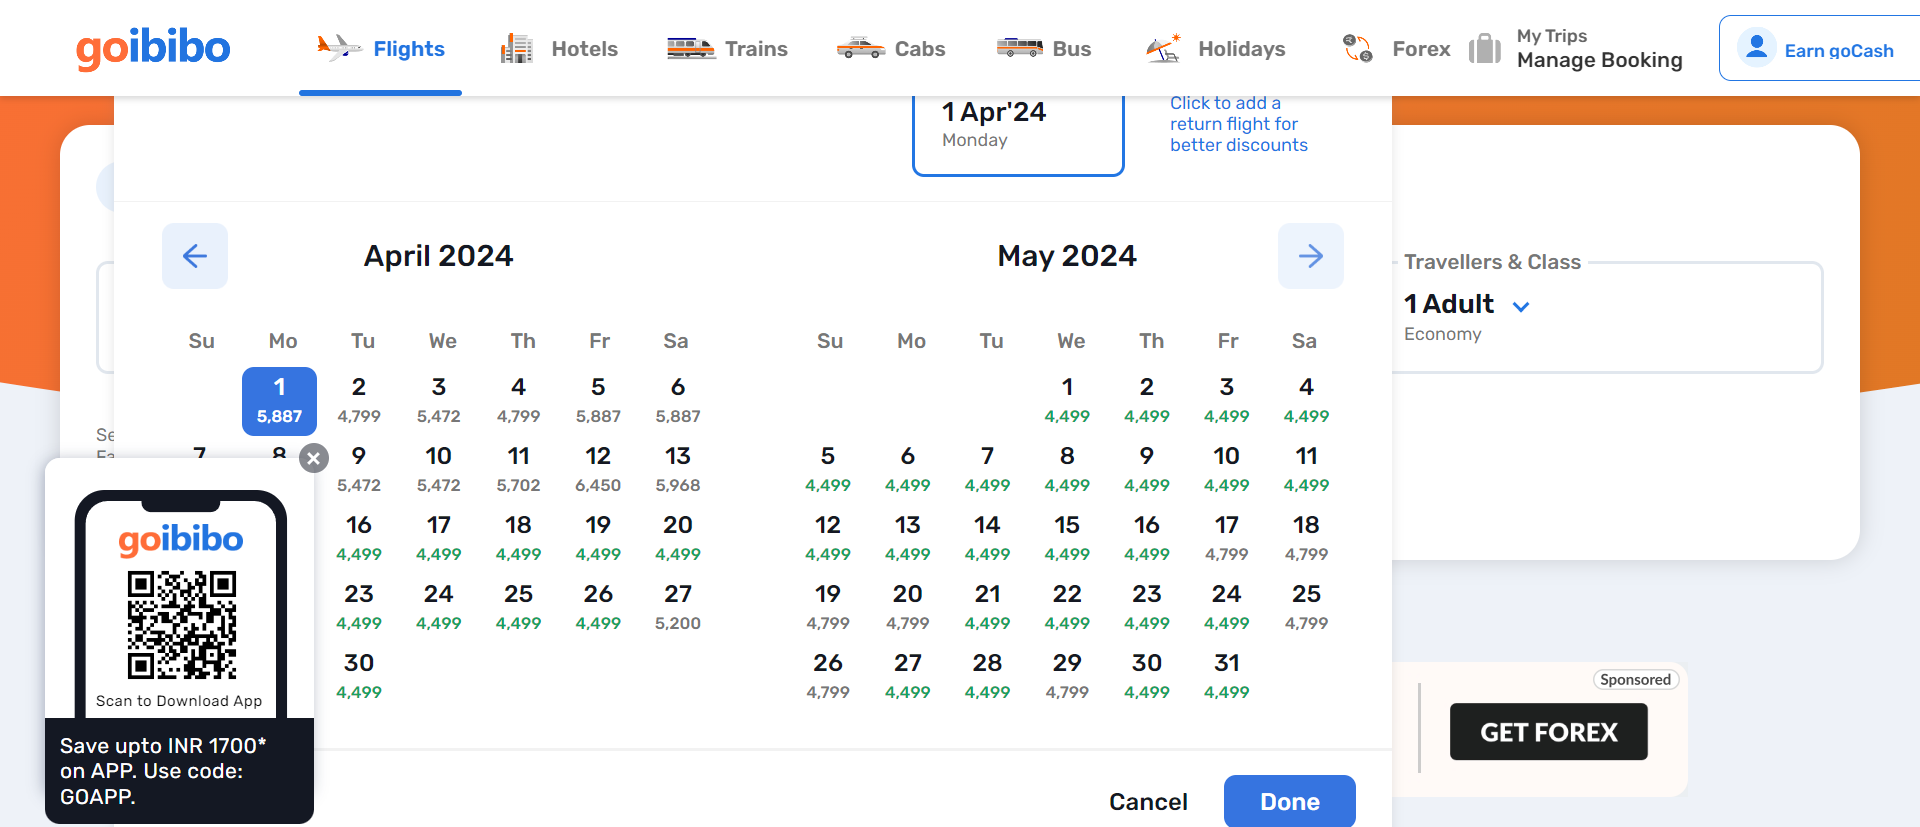 goibibo Flights Hotels Trains Cabs Bus Holidays Forex My Trips Manage Booking Earn goCash
1 Apr'24
Monday
Click to add a
return flight for
better discounts
April 2024 May 2024
Travellers & Class
1 Adult
Economy
Su Mo Tu We Th Fr Sa Su Mo Tu We Th Fr Sa
1 2 3 4 5 6 1 2 3 4
5,887 4,799 5,472 4,799 5,887 5,887 4,499 4,499 4,499 4,499
7 8 9 10 11 12 13 5 6 7 8 9 10 11
5,472 5,472 5,702 6,450 5,968 4,499 4,499 4,499 4,499 4,499 4,499 4,499
16 17 18 19 20 12 13 14 15 16 17 18
4,499 4,499 4,499 4,499 4,499 4,499 4,499 4,499 4,499 4,499 4,799 4,799
23 24 25 26 27 19 20 21 22 23 24 25
4,499 4,499 4,499 4,499 5,200 4,799 4,799 4,499 4,499 4,499 4,499 4,799
30 26 27 28 29 30 31
4,499 4,799 4,499 4,499 4,799 4,499 4,499
Cancel Done
goibibo
Scan to Download App
Save upto INR 1700*
on APP. Use code:
GOAPP.
Sponsored
GET FOREX